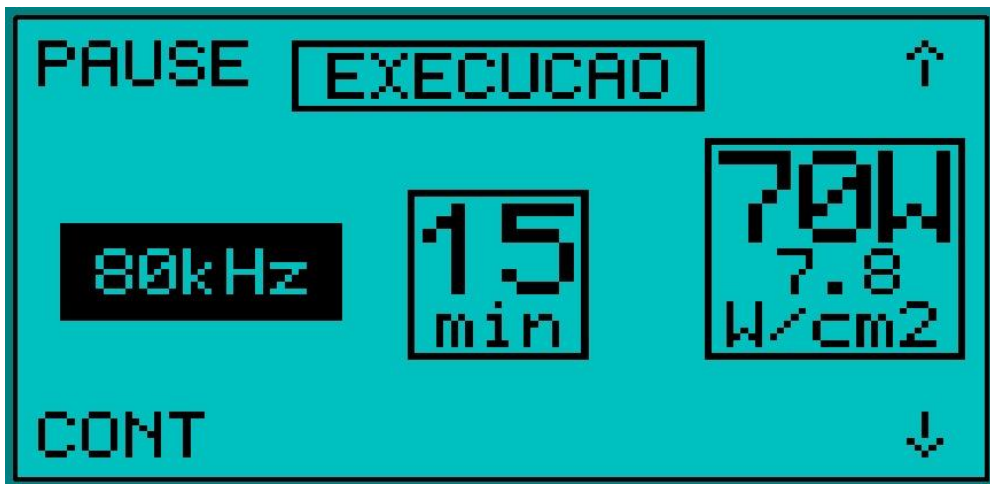 PAUSE
EXECUCAO
↑
80kHz
15
min
70W
7.8
W/cm2
CONT
↓